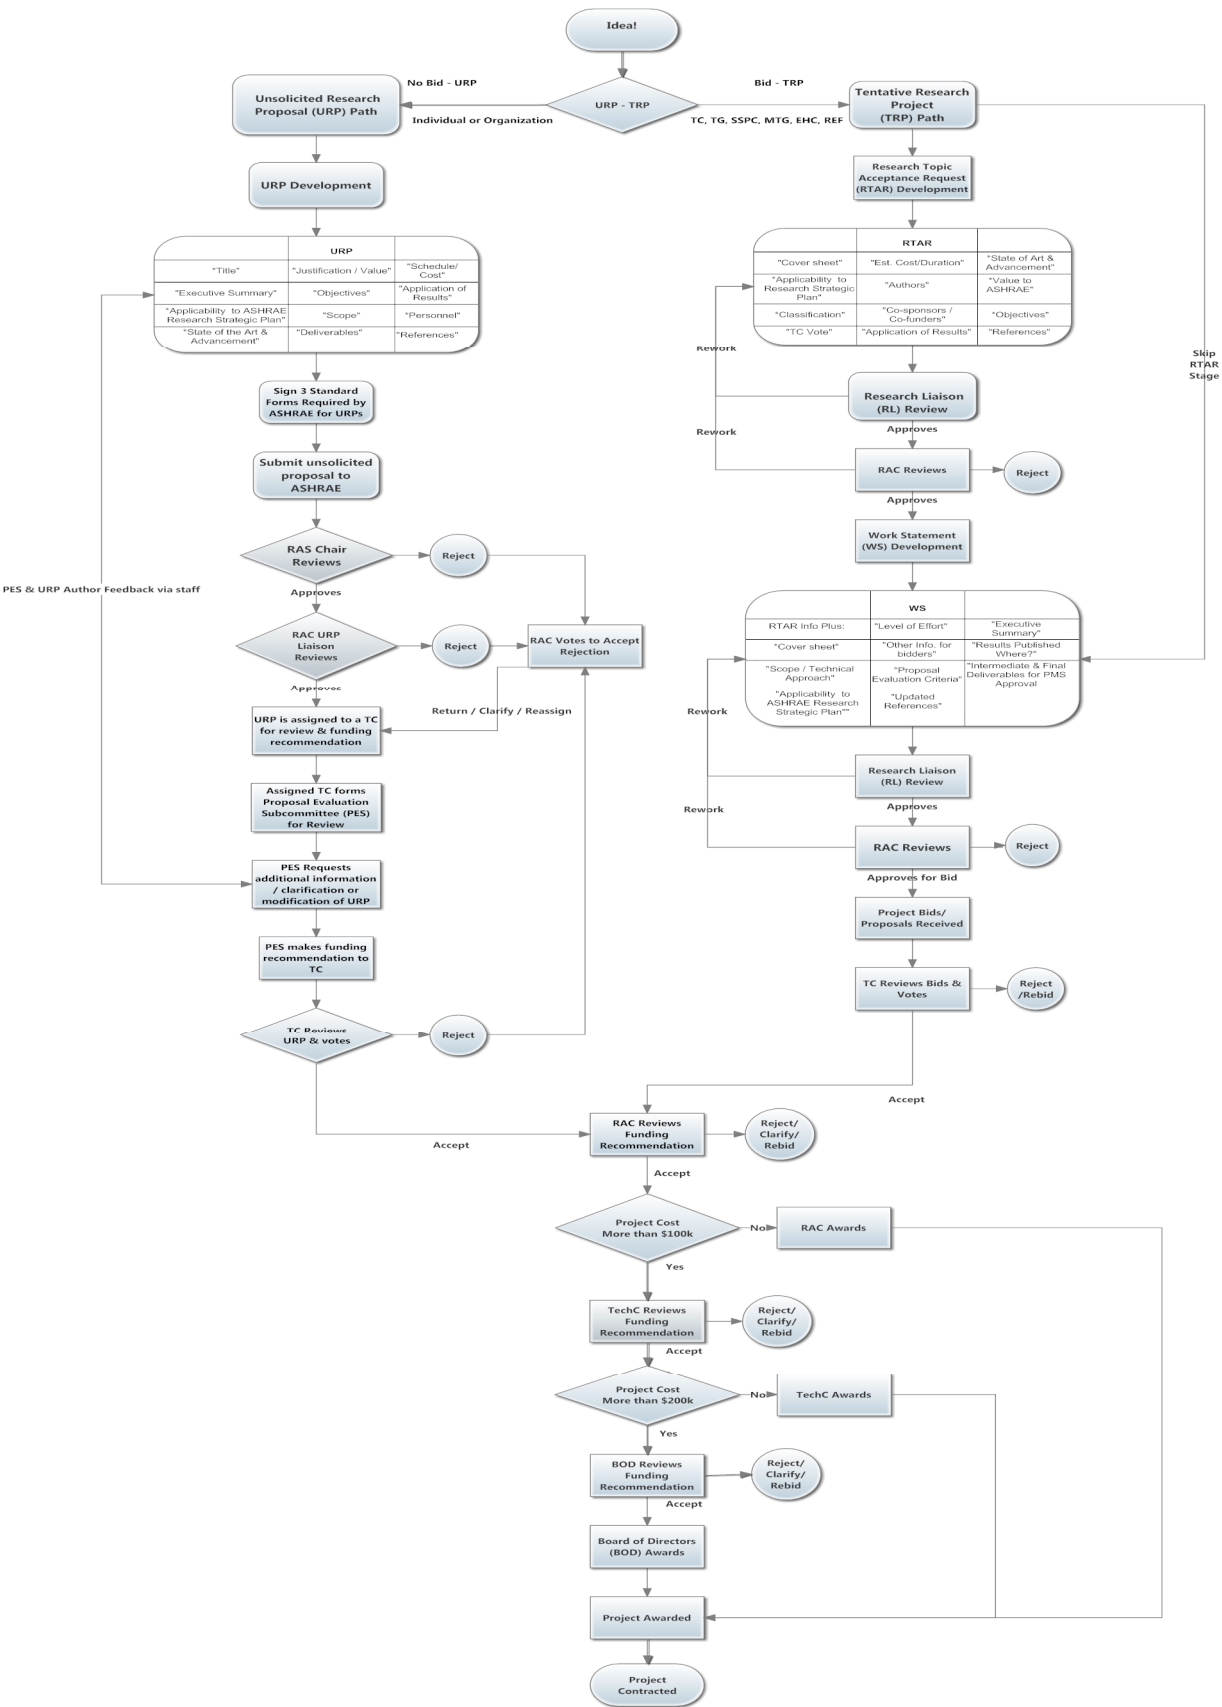 Idea!
No Bid - URP
Bid - TRP
URP - TRP
Individual or Organization
TC, TG, SSPC, MTG, EHC, REF
Unsolicited Research
Proposal (URP) Path
URP Development
URP
"Title"
"Justification / Value"
"Schedule/
Cost"
"Executive Summary"
"Objectives"
"Application of
Results"
"Applicability to ASHRAE
Research Strategic Plan"
"Scope"
"Personnel"
"State of the Art &
Advancement"
"Deliverables"
"References"
Sign 3 Standard
Forms Required by
ASHRAE for URPs
Submit unsolicited
proposal to
ASHRAE
RAS Chair
Reviews
Reject
Approves
PES & URP Author Feedback via staff
RAC URP
Liaison
Reviews
Reject
RAC Votes to Accept
Rejection
Approves
Return / Clarify / Reassign
URP is assigned to a TC
for review & funding
recommendation
Assigned TC forms
Proposal Evaluation
Subcommittee (PES)
for Review
PES Requests
additional information
/ clarification or
modification of URP
PES makes funding
recommendation to
TC
TC Reviews
URP & votes
Reject
Accept
Tentative Research
Project
(TRP) Path
Research Topic
Acceptance Request
(RTAR) Development
RTAR
"Cover sheet"
"Est. Cost/Duration"
"State of Art &
Advancement"
"Applicability to
Research Strategic
Plan"
"Authors"
"Value to
ASHRAE"
"Classification"
"Co-sponsors /
Co-funders"
"Objectives"
"TC Vote"
"Application of Results"
"References"
Rework
Skip
RTAR
Stage
Research Liaison
(RL) Review
Rework
Approves
RAC Reviews
Reject
Approves
Work Statement
(WS) Development
WS
RTAR Info Plus:
"Level of Effort"
"Executive
Summary"
"Cover sheet"
"Other Info. for
bidders"
"Results Published
Where?"
"Scope / Technical
Approach"
"Proposal
Evaluation Criteria"
"Intermediate & Final
Deliverables for PMS
Approval
"Applicability to
ASHRAE Research
Strategic Plan""
"Updated
References"
Rework
Research Liaison
(RL) Review
Rework
Approves
RAC Reviews
Reject
Approves for Bid
Project Bids/
Proposals Received
TC Reviews Bids &
Votes
Reject
/Rebid
Accept
RAC Reviews
Funding
Recommendation
Reject/
Clarify/
Rebid
Accept
Project Cost
More than $100k
No
RAC Awards
Yes
TechC Reviews
Funding
Recommendation
Reject/
Clarify/
Rebid
Accept
Project Cost
More than $200k
No
TechC Awards
Yes
BOD Reviews
Funding
Recommendation
Reject/
Clarify/
Rebid
Accept
Board of Directors
(BOD) Awards
Project Awarded
Project
Contracted